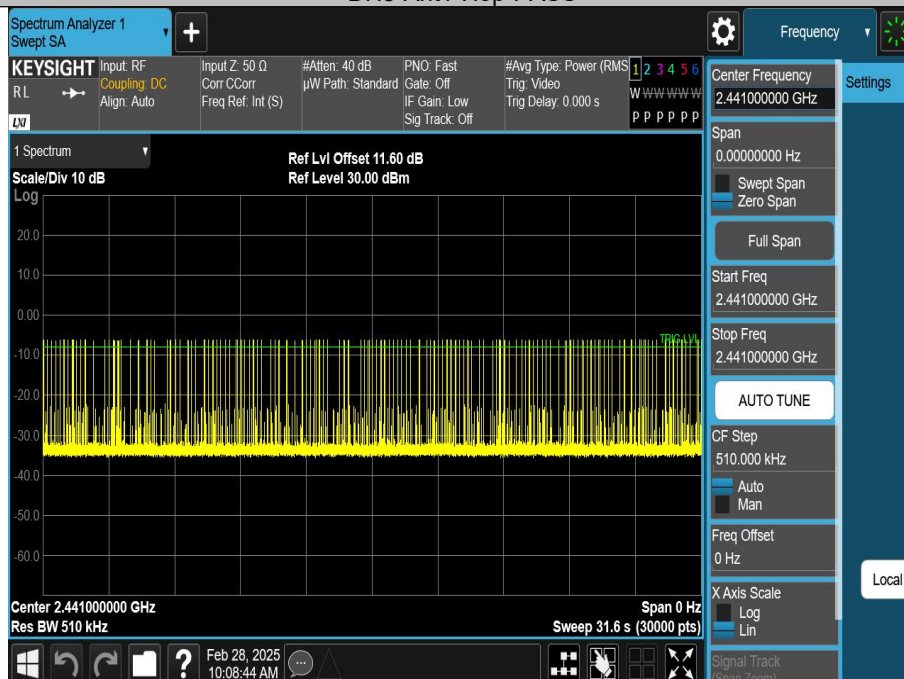 Spectrum Analyzer 1
Swept SA
+
Frequency
KEYSIGHT
RL
LXI
Input: RF
Coupling: DC
Align: Auto
Input Z: 50 Ω
Corr CCorr
Freq Ref: Int (S)
#Atten: 40 dB
µW Path: Standard
PNO: Fast
Gate: Off
IF Gain: Low
Sig Track: Off
#Avg Type: Power (RMS
Trig: Video
Trig Delay: 0.000 s
1 2 3 4 5 6
W W W W W W
P P P P P P
Center Frequency
2.441000000 GHz
Settings
1 Spectrum
Scale/Div 10 dB
Ref Lvl Offset 11.60 dB
Ref Level 30.00 dBm
Log
20.0
10.0
0.00
-10.0
-20.0
-30.0
-40.0
-50.0
-60.0
TRIG LVL
Center 2.441000000 GHz
Res BW 510 kHz
Span 0 Hz
Sweep 31.6 s (30000 pts)
Span
0.00000000 Hz
Swept Span
Zero Span
Full Span
Start Freq
2.441000000 GHz
Stop Freq
2.441000000 GHz
AUTO TUNE
CF Step
510.000 kHz
Auto
Man
Freq Offset
0 Hz
X Axis Scale
Log
Lin
Signal Track
(Span Zoom)
Local
?
Feb 28, 2025
10:08:44 AM